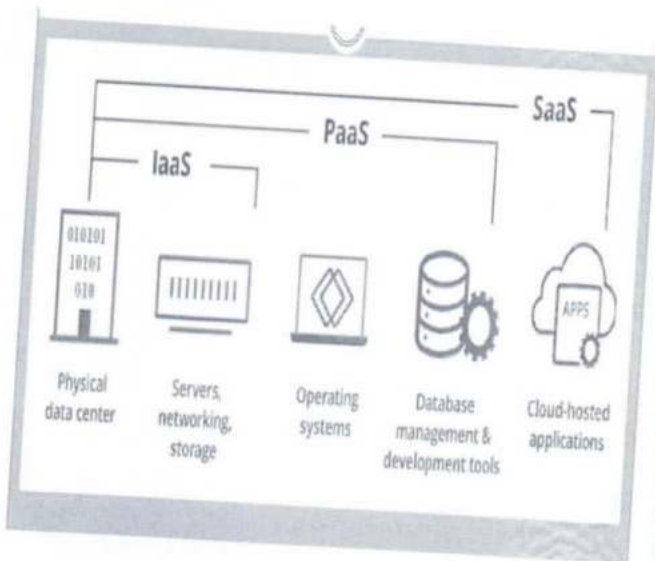 SaaS
PaaS
IaaS
010101
10101
010
APPS
Physical
data center
Servers,
networking,
storage
Operating
systems
Database
management &
development tools
Cloud-hosted
applications